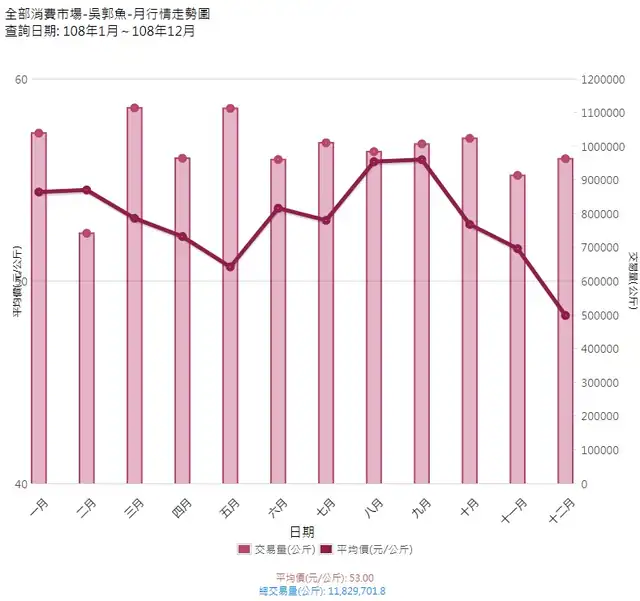 全部消費市場-吳郭魚-月行情走勢圖
查詢日期: 108年1月～108年12月
60
50
40
平均價(元/公斤)
1200000
1100000
1000000
900000
800000
700000
600000
500000
400000
300000
200000
100000
0
交易量(公斤)
一月
二月
三月
四月
五月
六月
七月
八月
九月
十月
十一月
十二月
日期
交易量(公斤) 平均價(元/公斤)
平均價(元/公斤): 53.00
總交易量(公斤): 11,829,701.8